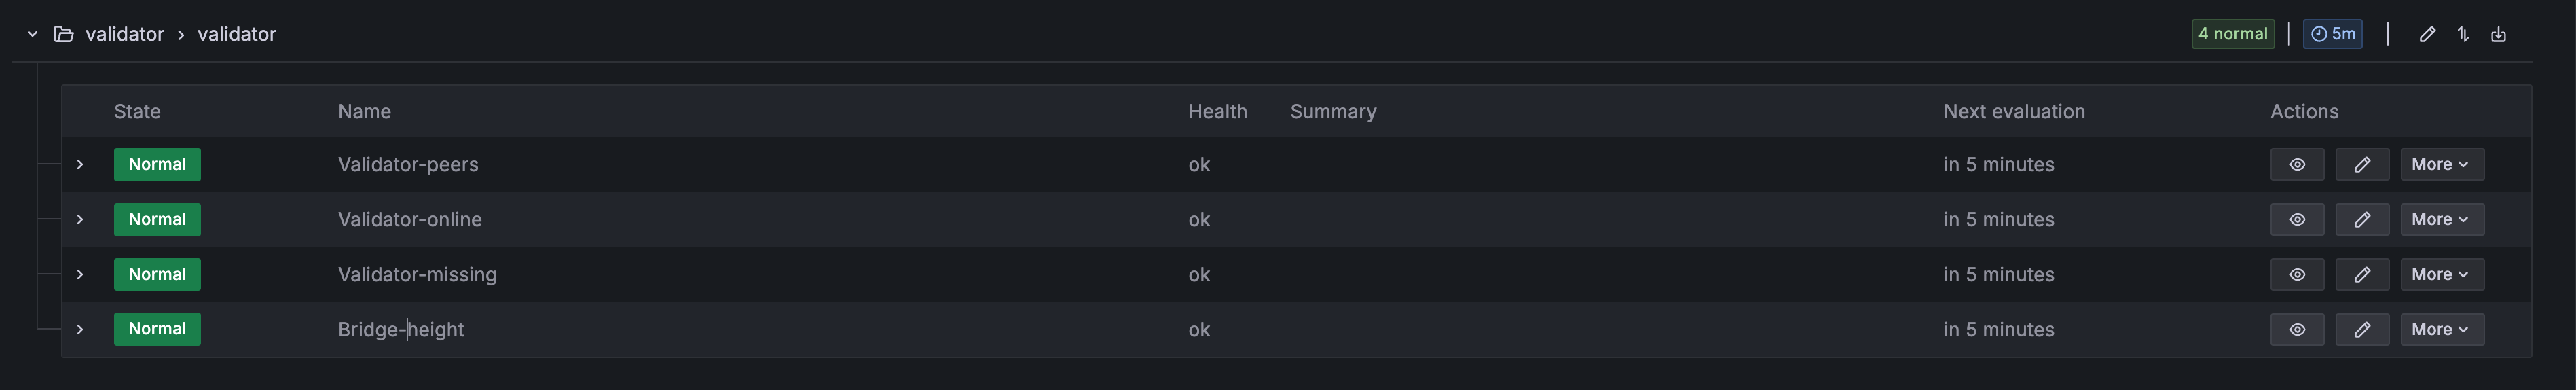 validator > validator 4 normal | 5m |
State Name Health Summary Next evaluation Actions
Normal Validator-peers ok in 5 minutes More
Normal Validator-online ok in 5 minutes More
Normal Validator-missing ok in 5 minutes More
Normal Bridge-height ok in 5 minutes More